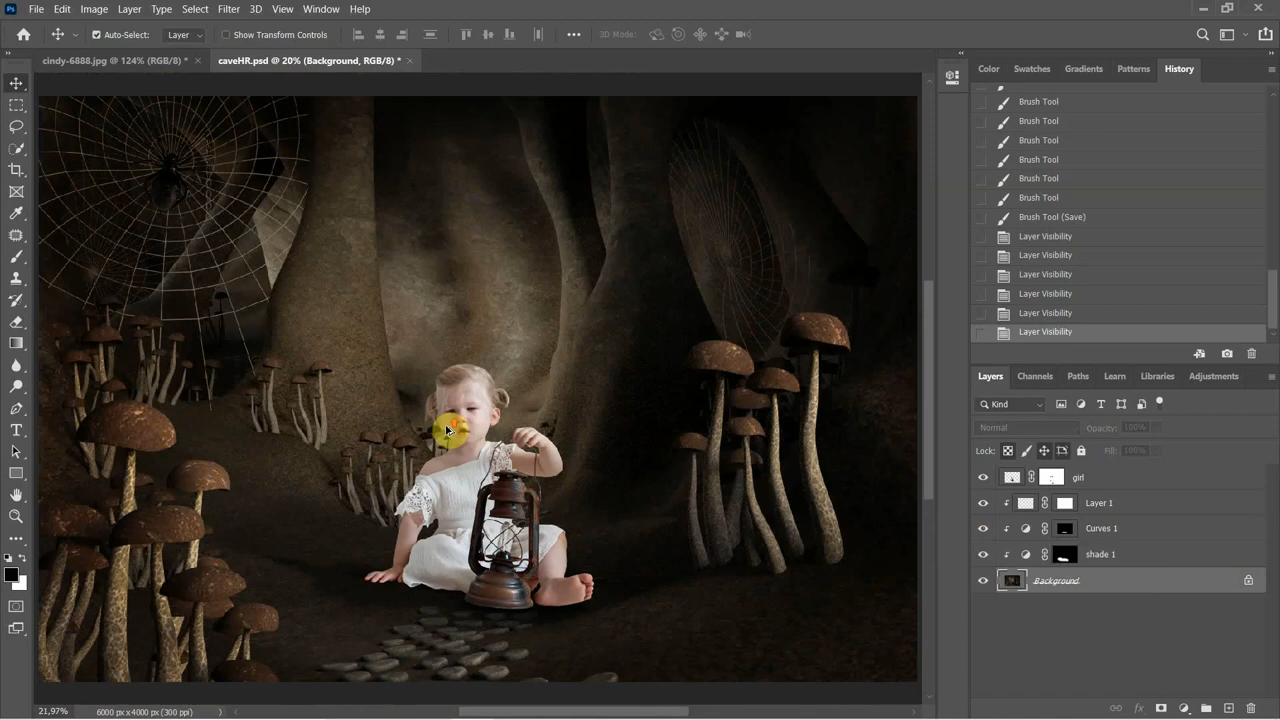 Ps File Edit Image Layer Type Select Filter 3D View Window Help
Auto-Select: Layer Show Transform Controls 3D Mode:
cindy-6888.jpg @ 124% (RGB/8) * × caveHR.psd @ 20% (Background, RGB/8) * ×
Color Swatches Gradients Patterns History
Brush Tool
Brush Tool
Brush Tool
Brush Tool
Brush Tool
Brush Tool
Brush Tool (Save)
Layer Visibility
Layer Visibility
Layer Visibility
Layer Visibility
Layer Visibility
Layer Visibility
Layers Channels Paths Learn Libraries Adjustments
Kind
Normal Opacity: 100%
Lock: Fill: 100%
girl
Layer 1
Curves 1
shade 1
Background
21,97% 6000 px x 4000 px (300 ppi)